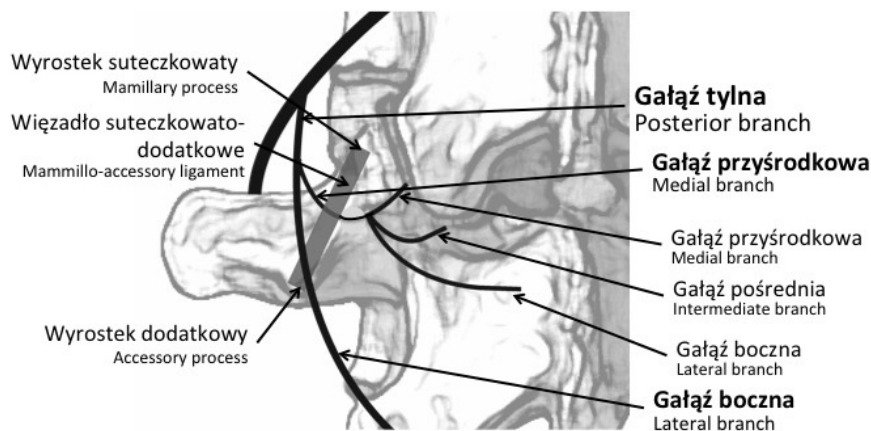 Wyrostek suteczkowaty
Mamillary process
Więzadło suteczkowato-
dodatkowe
Mammillo-accessory ligament
Wyrostek dodatkowy
Accessory process
Gałąź tylna
Posterior branch
Gałąź przyśrodkowa
Medial branch
Gałąź przyśrodkowa
Medial branch
Gałąź pośrednia
Intermediate branch
Gałąź boczna
Lateral branch
Gałąź boczna
Lateral branch